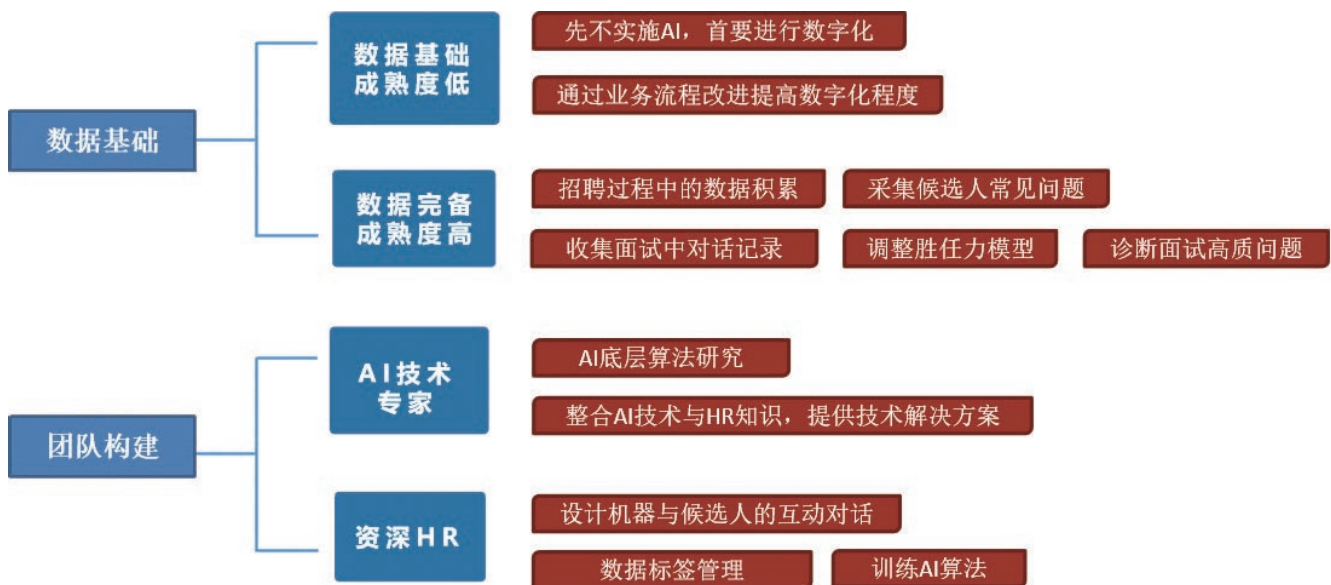 数据基础
数据基础
成熟度低
先不实施AI，首要进行数字化
通过业务流程改进提高数字化程度
数据完备
成熟度高
招聘过程中的数据积累
采集候选人常见问题
收集面试中对话记录
调整胜任力模型
诊断面试高质问题
团队构建
AI技术
专家
AI底层算法研究
整合AI技术与HR知识，提供技术解决方案
资深HR
设计机器与候选人的互动对话
数据标签管理
训练AI算法